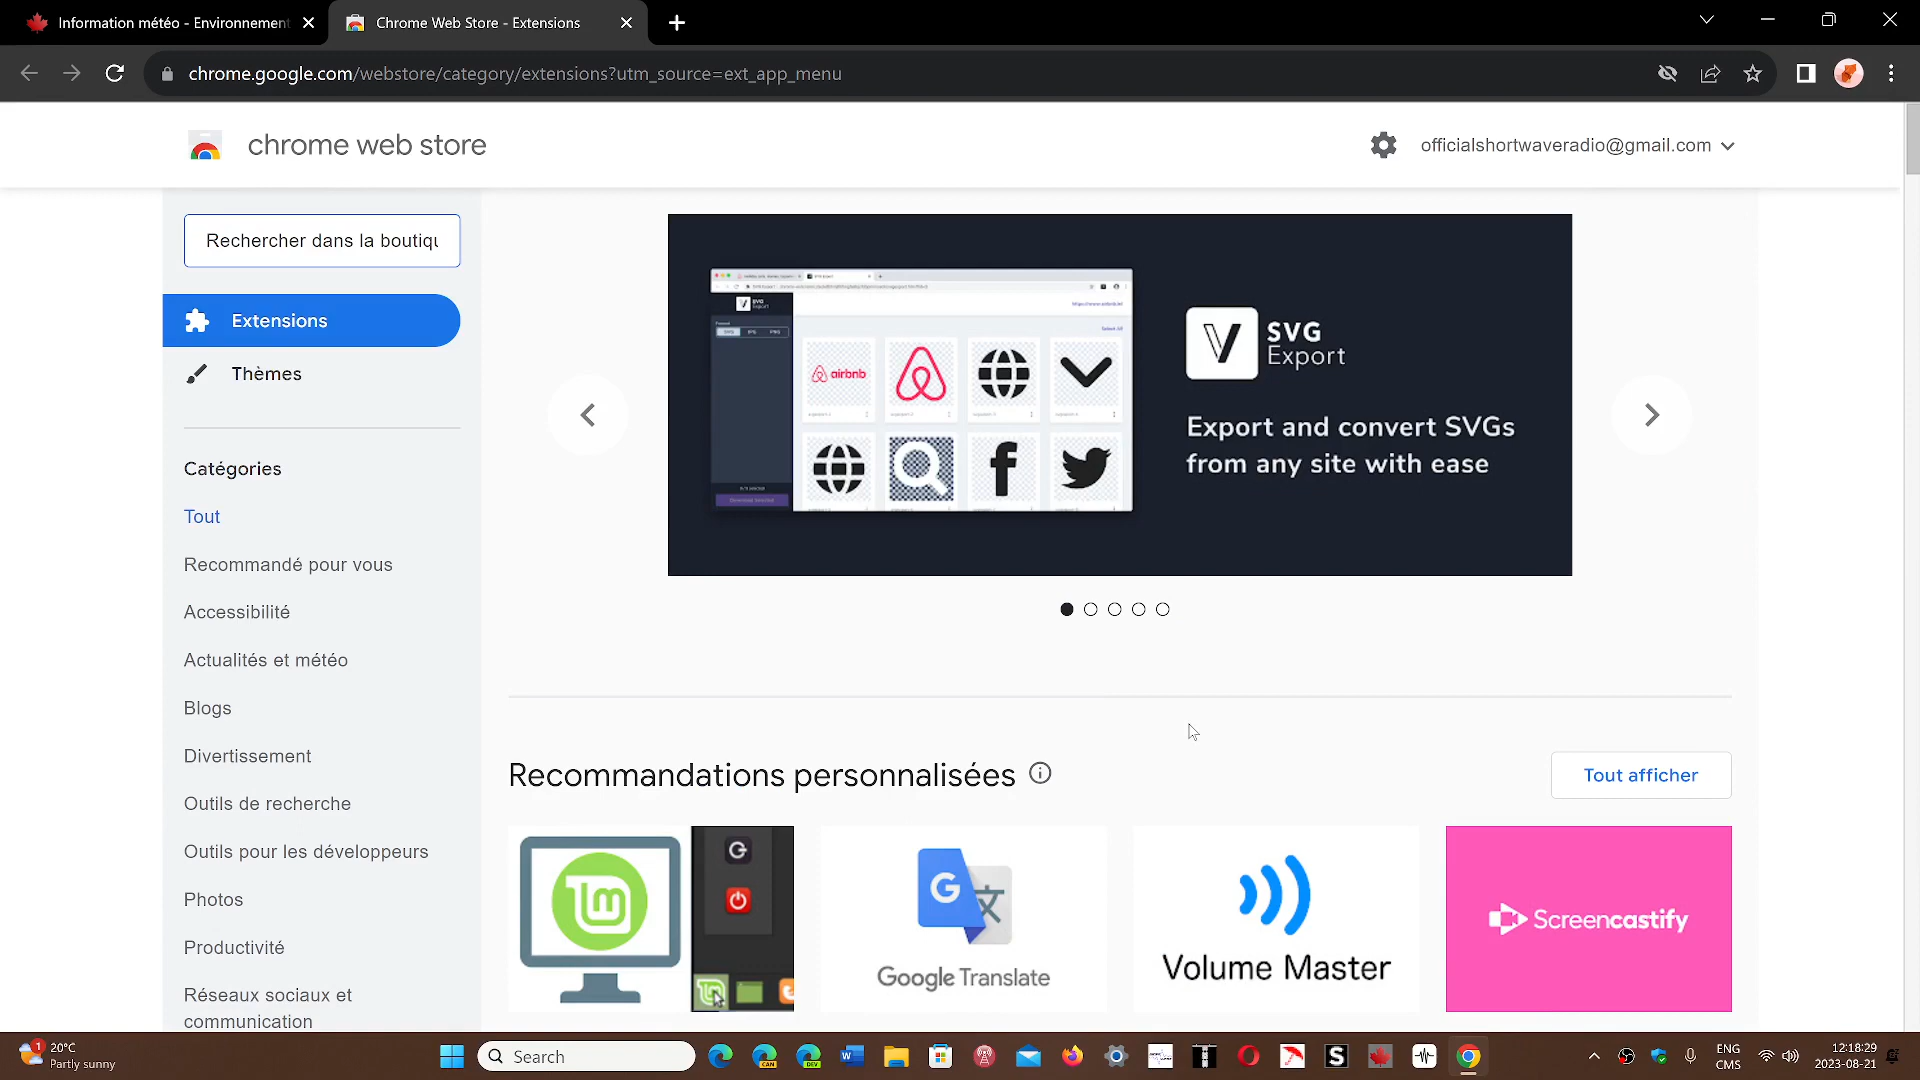 Information météo - Environnement
Chrome Web Store - Extensions
chrome.google.com/webstore/category/extensions?utm_source=ext_app_menu
chrome web store
officialshortwaveradio@gmail.com
Rechercher dans la boutiqu
Extensions
Thèmes
Catégories
Tout
Recommandé pour vous
Accessibilité
Actualités et météo
Blogs
Divertissement
Outils de recherche
Outils pour les développeurs
Photos
Productivité
Réseaux sociaux et
communication
SVG
Export
airbnb
Export and convert SVGs
from any site with ease
Recommandations personnalisées
Tout afficher
Google Translate
Volume Master
Screencastify
1
20°C
Partly sunny
Search
CAN
DEV
ENG
CMS
12:18:29
2023-08-21